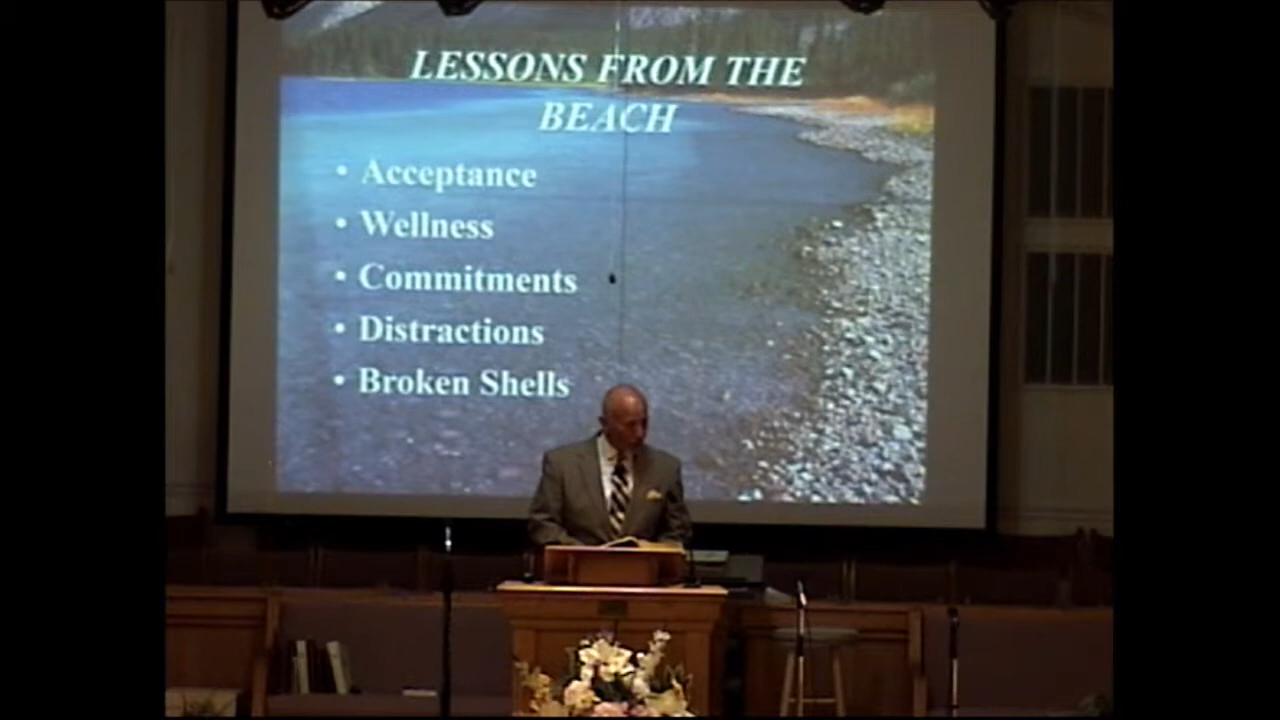 LESSONS FROM THE
BEACH
• Acceptance
• Wellness
• Commitments
• Distractions
• Broken Shells